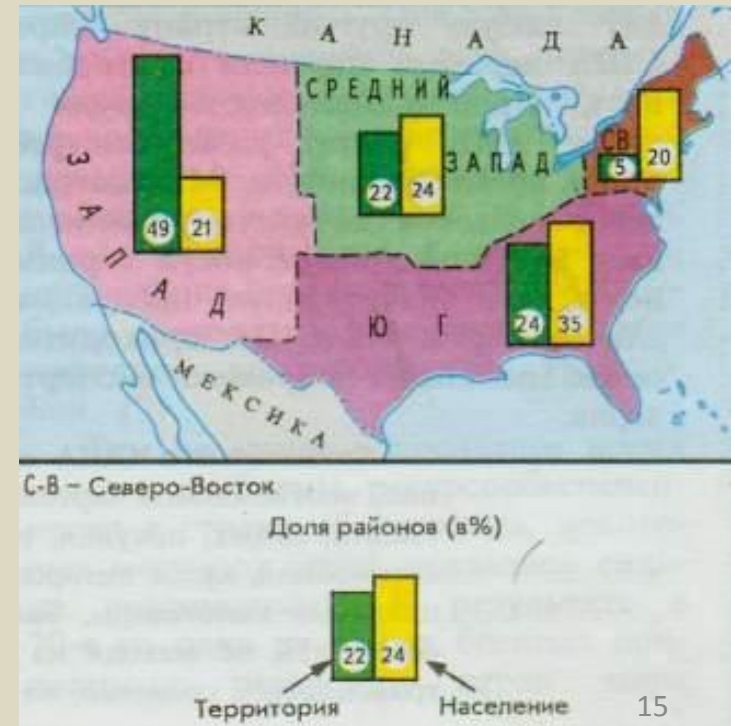 КАНАДА
СРЕДНИЙ
ЗАПАД
СВ
5
20
22
24
49
21
ЗАПАД
24
35
ЮГ
МЕКСИКА
С-В – Северо-Восток
Доля районов (в%)
22
24
Территория
Население
15